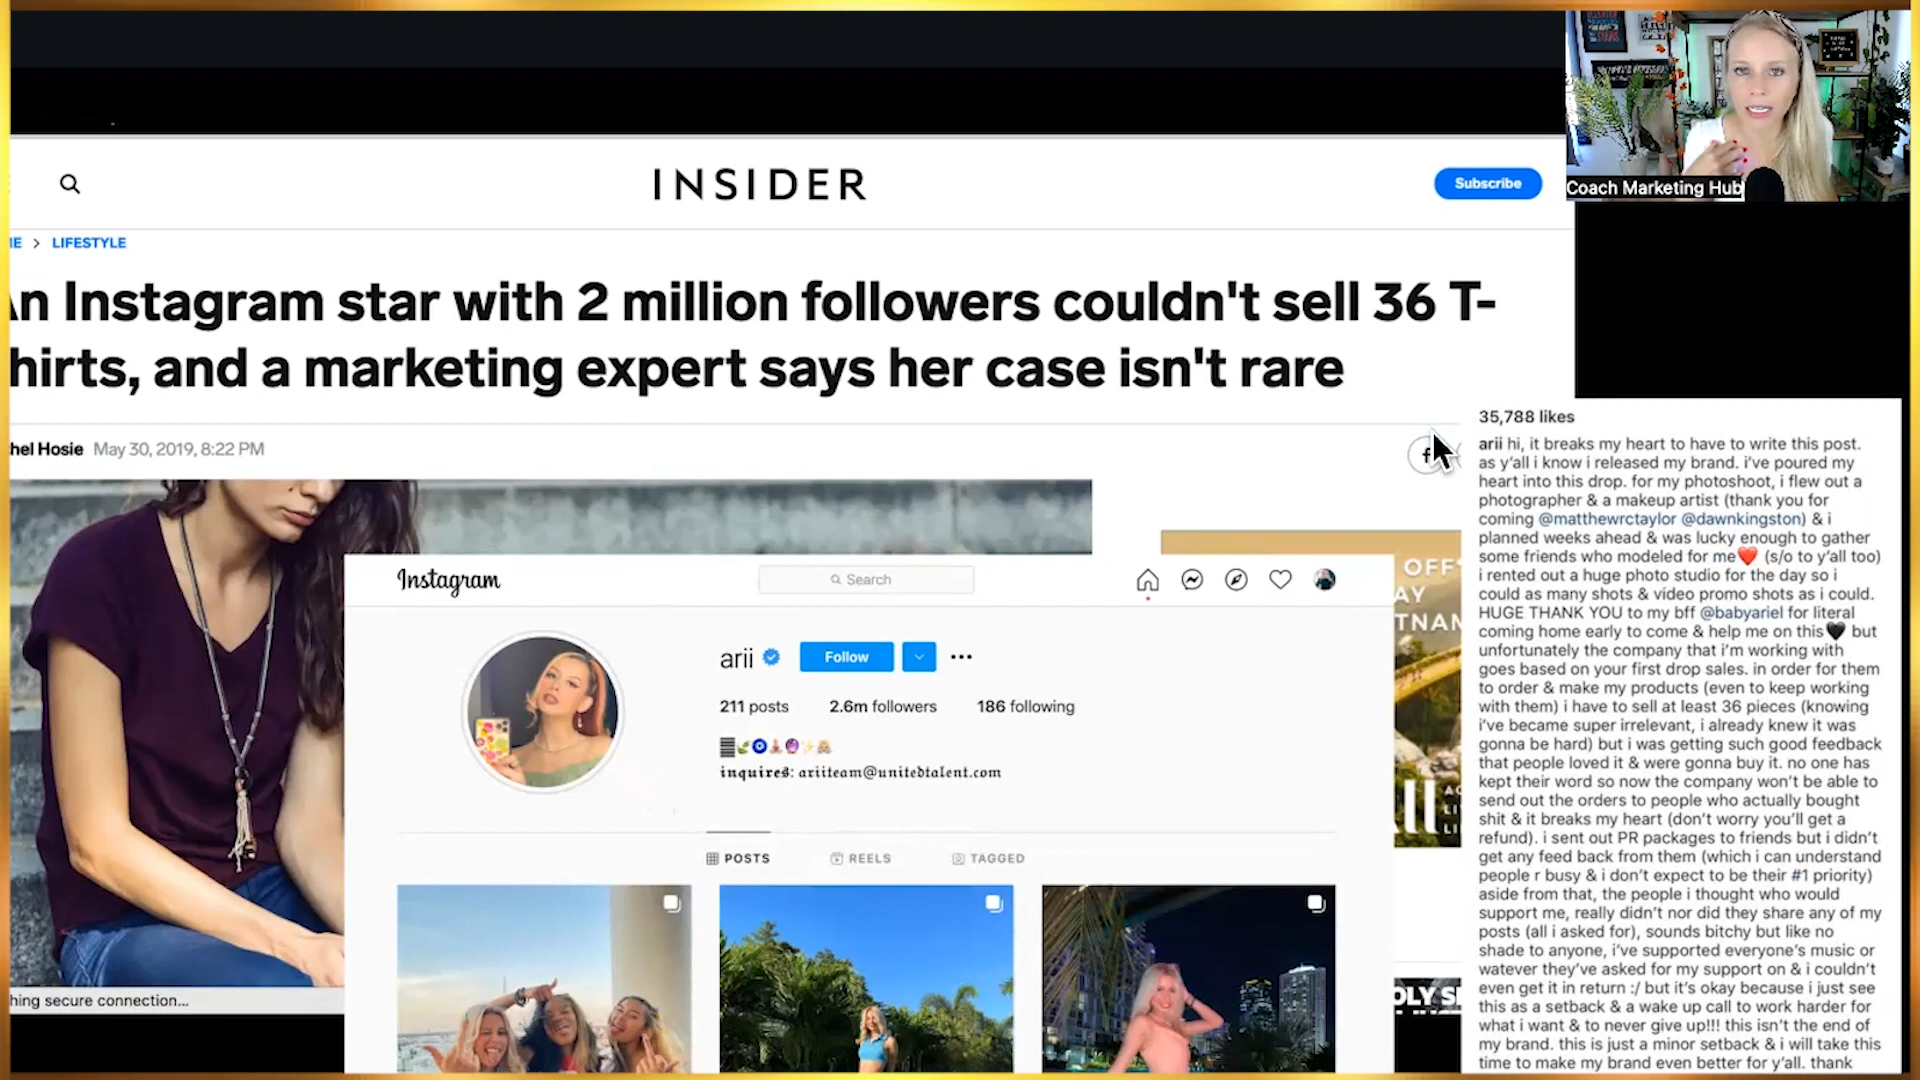 Coach Marketing Hub
INSIDER
Subscribe
LIFESTYLE
n Instagram star with 2 million followers couldn't sell 36 T-
hirts, and a marketing expert says her case isn't rare
hel Hosie May 30, 2019, 8:22 PM
f
35,788 likes
arii hi, it breaks my heart to have to write this post.
as y'all i know i released my brand. i've poured my
heart into this drop. for my photoshoot, i flew out a
photographer & a makeup artist (thank you for
coming @matthewrctaylor @dawnkingston) & i
planned weeks ahead & was lucky enough to gather
some friends who modeled for me❤️ (s/o to y'all too)
i rented out a huge photo studio for the day so i
could as many shots & video promo shots as i could.
HUGE THANK YOU to my bff @babyariel for literal
coming home early to come & help me on this🖤 but
unfortunately the company that i'm working with
goes based on your first drop sales. in order for them
to order & make my products (even to keep working
with them) i have to sell at least 36 pieces (knowing
i've became super irrelevant, i already knew it was
gonna be hard) but i was getting such good feedback
that people loved it & were gonna buy it. no one has
kept their word so now the company won't be able to
send out the orders to people who actually bought
shit & it breaks my heart (don't worry you'll get a
refund). i sent out PR packages to friends but i didn't
get any feed back from them (which i can understand
people r busy & i don't expect to be their #1 priority)
aside from that, the people i thought who would
support me, really didn't nor did they share any of my
posts (all i asked for), sounds bitchy but like no
shade to anyone, i've supported everyone's music or
watever they've asked for my support on & i couldn't
even get it in return :/ but it's okay because i just see
this as a setback & a wake up call to work harder for
what i want & to never give up!!! this isn't the end of
my brand. this is just a minor setback & i will take this
time to make my brand even better for y'all. thank
Instagram
Search
arii
Follow
211 posts 2.6m followers 186 following
inquires: ariiteam@unitedtalent.com
POSTS REELS TAGGED
OFF
AY
TNAM
OLY S
hing secure connection...